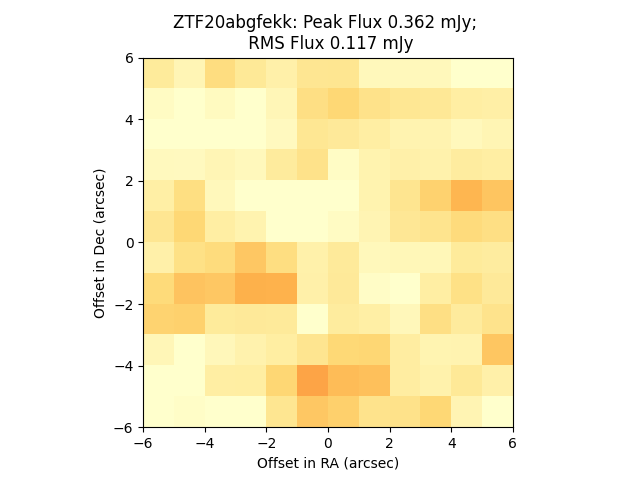 ZTF20abgfekk: Peak Flux 0.362 mJy;
RMS Flux 0.117 mJy
6
4
2
0
−2
−4
−6
Offset in Dec (arcsec)
−6 −4 −2 0 2 4 6
Offset in RA (arcsec)